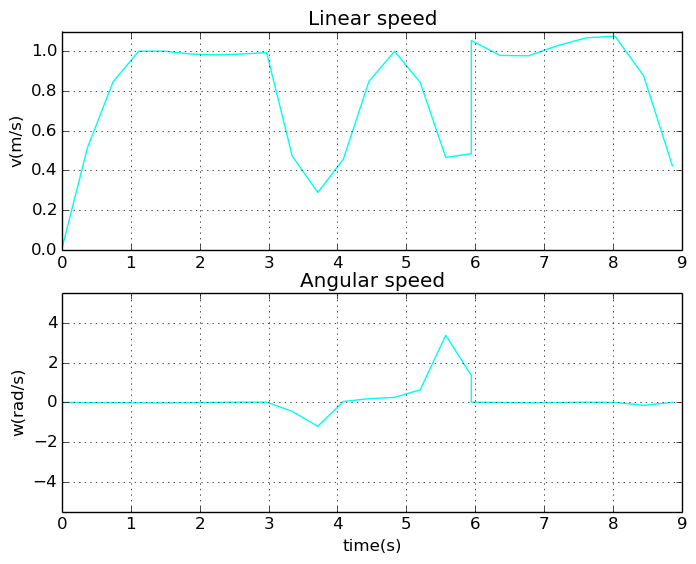 Linear speed
v(m/s)
1.0
0.8
0.6
0.4
0.2
0.0
0 1 2 3 4 5 6 7 8 9
Angular speed
w(rad/s)
4
2
0
−2
−4
0 1 2 3 4 5 6 7 8 9
time(s)